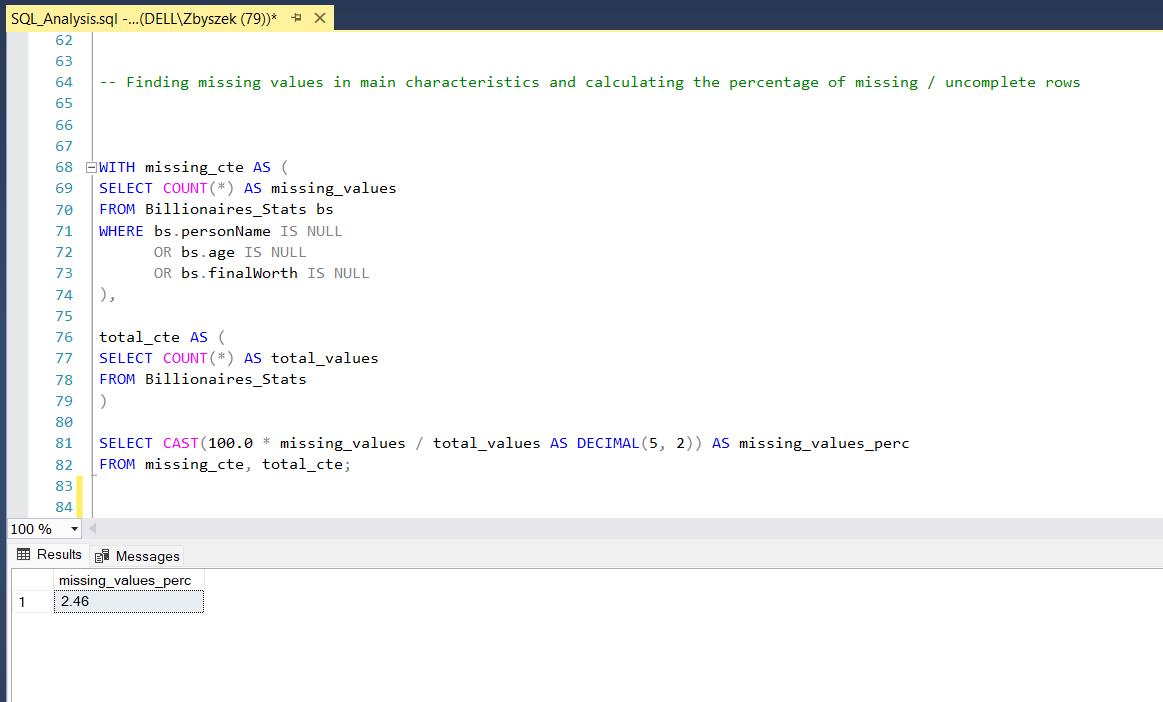 SQL_Analysis.sql -...(DELL\Zbyszek (79))*
62
63
64 -- Finding missing values in main characteristics and calculating the percentage of missing / uncomplete rows
65
66
67
68 WITH missing_cte AS (
69 SELECT COUNT(*) AS missing_values
70 FROM Billionaires_Stats bs
71 WHERE bs.personName IS NULL
72 OR bs.age IS NULL
73 OR bs.finalWorth IS NULL
74 ),
75
76 total_cte AS (
77 SELECT COUNT(*) AS total_values
78 FROM Billionaires_Stats
79 )
80
81 SELECT CAST(100.0 * missing_values / total_values AS DECIMAL(5, 2)) AS missing_values_perc
82 FROM missing_cte, total_cte;
83
84
100 %
Results Messages
missing_values_perc
1 2.46